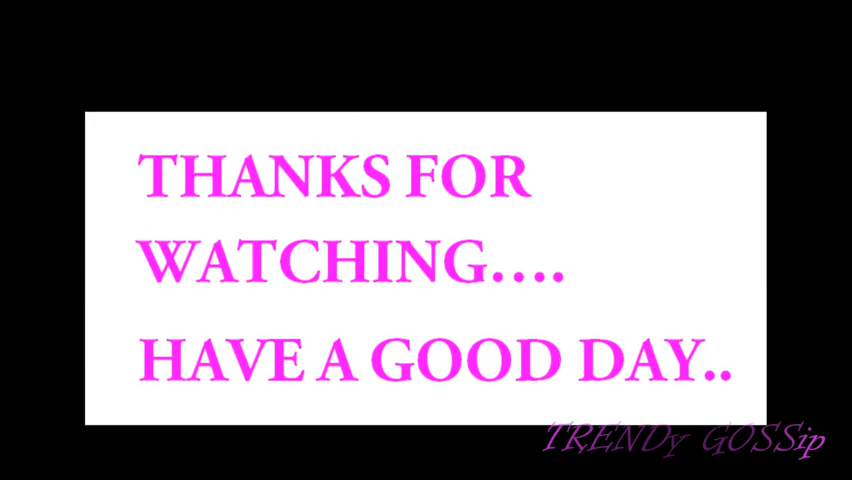 THANKS FOR
WATCHING....
HAVE A GOOD DAY..
TRENDy GOSSip